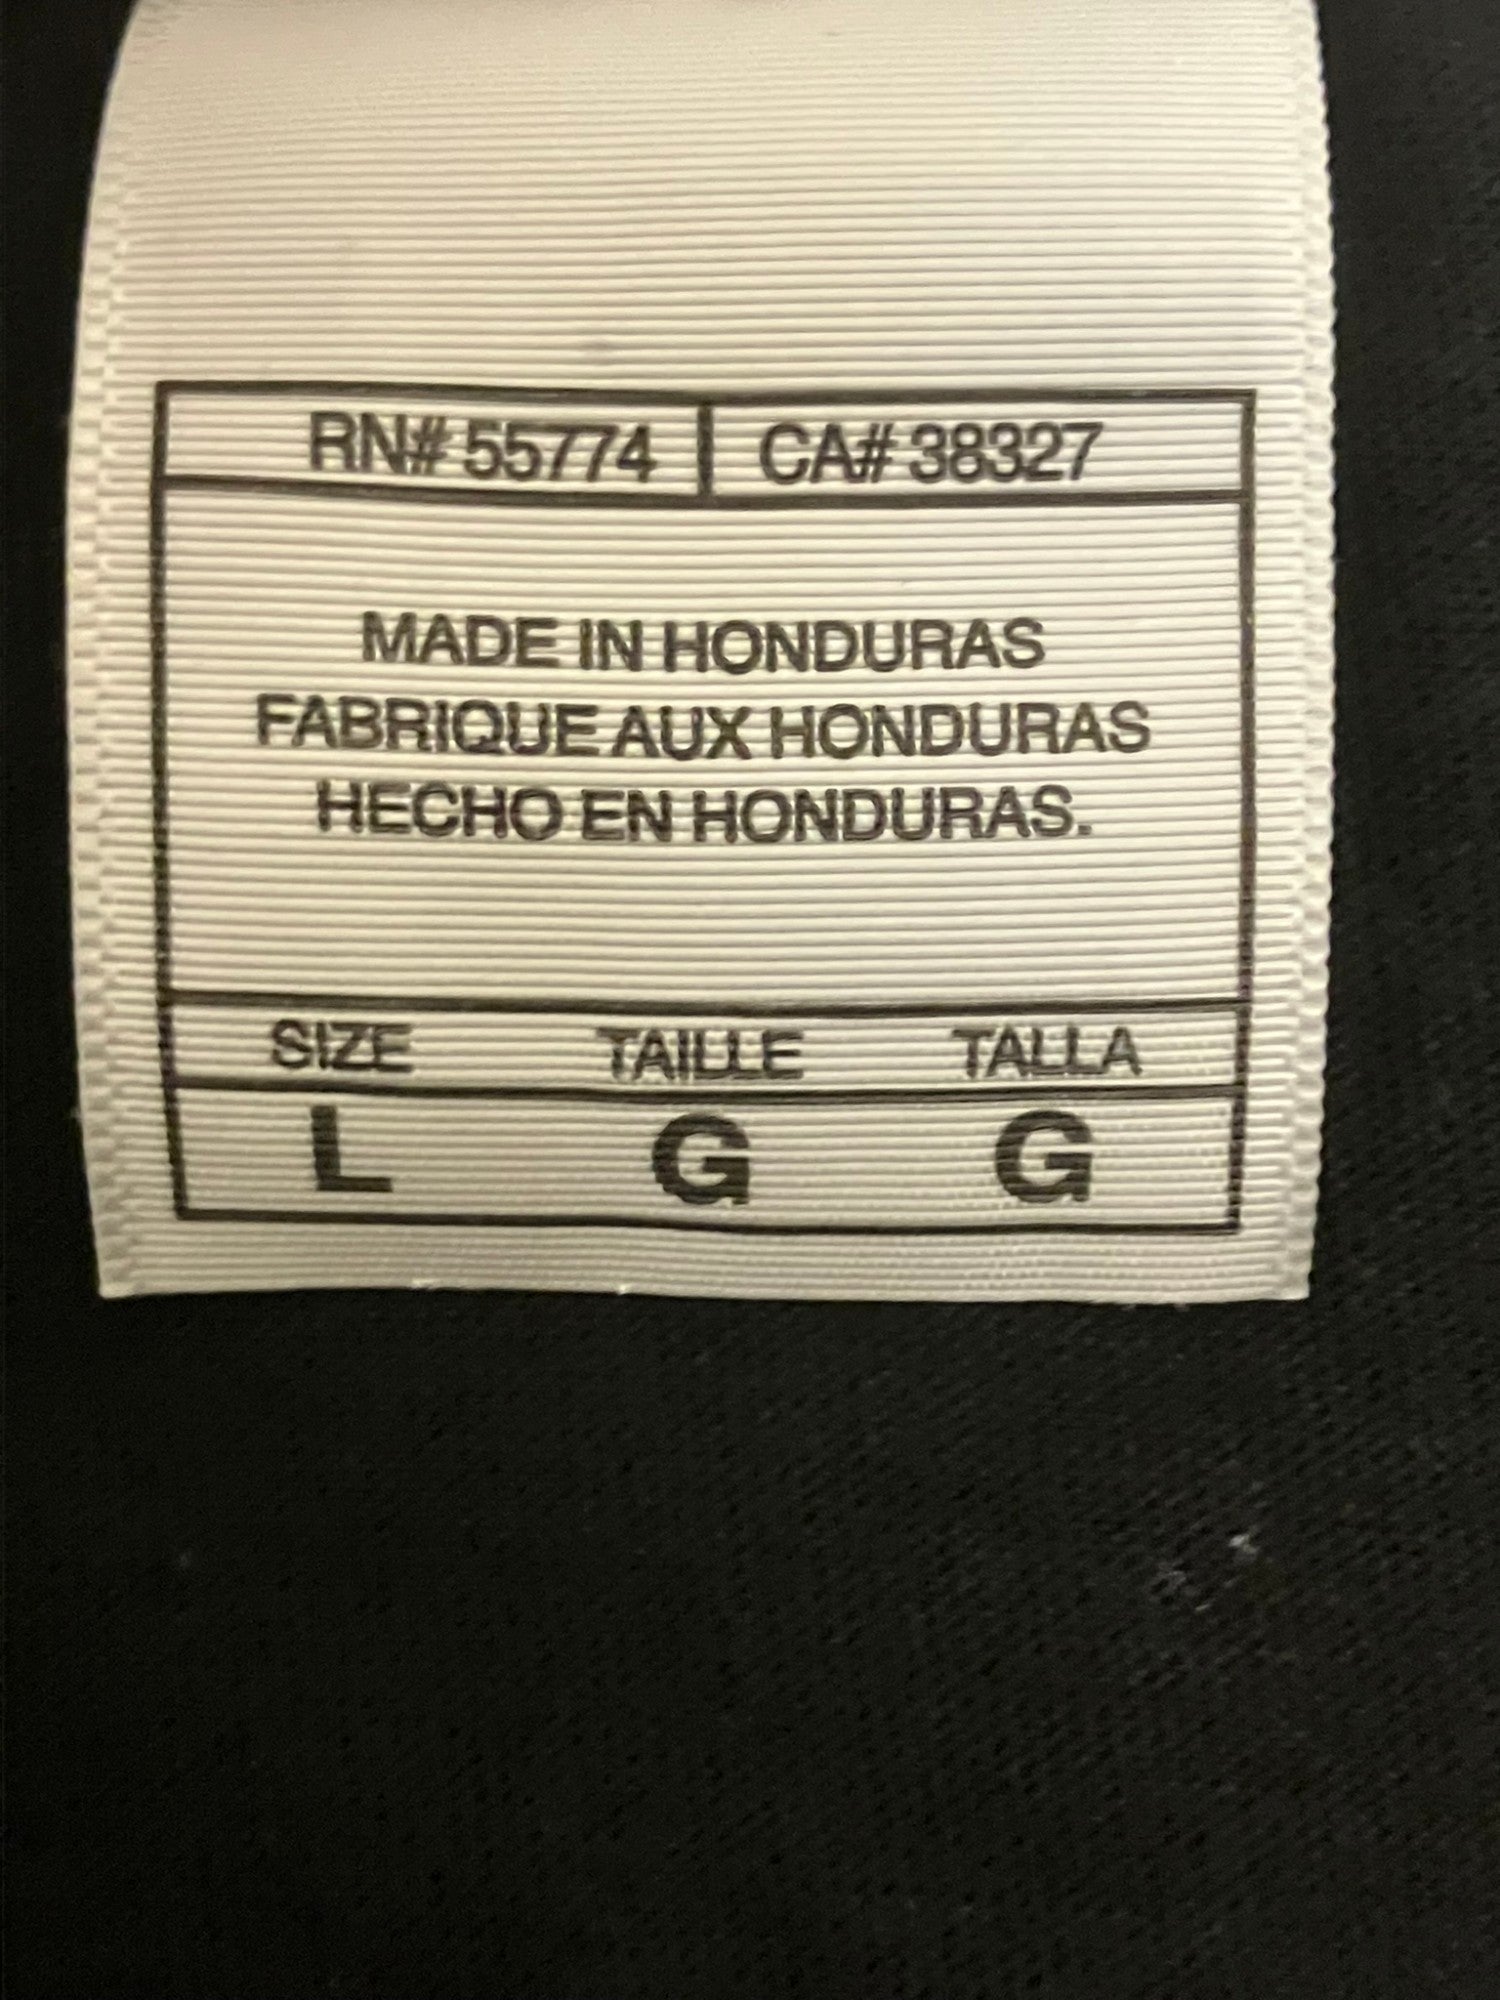 RN# 55774 CA# 38327
MADE IN HONDURAS
FABRIQUE AUX HONDURAS
HECHO EN HONDURAS.
SIZE TAILLE TALLA
L G G